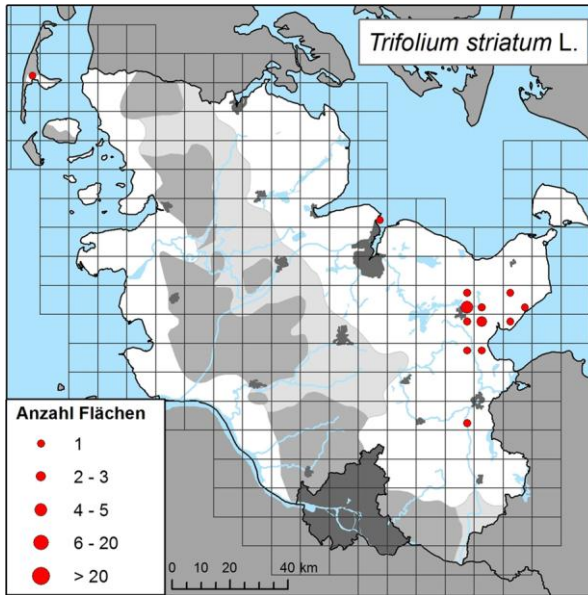 Trifolium striatum L.
Anzahl Flächen
1
2 - 3
4 - 5
6 - 20
> 20
0 10 20 40 km